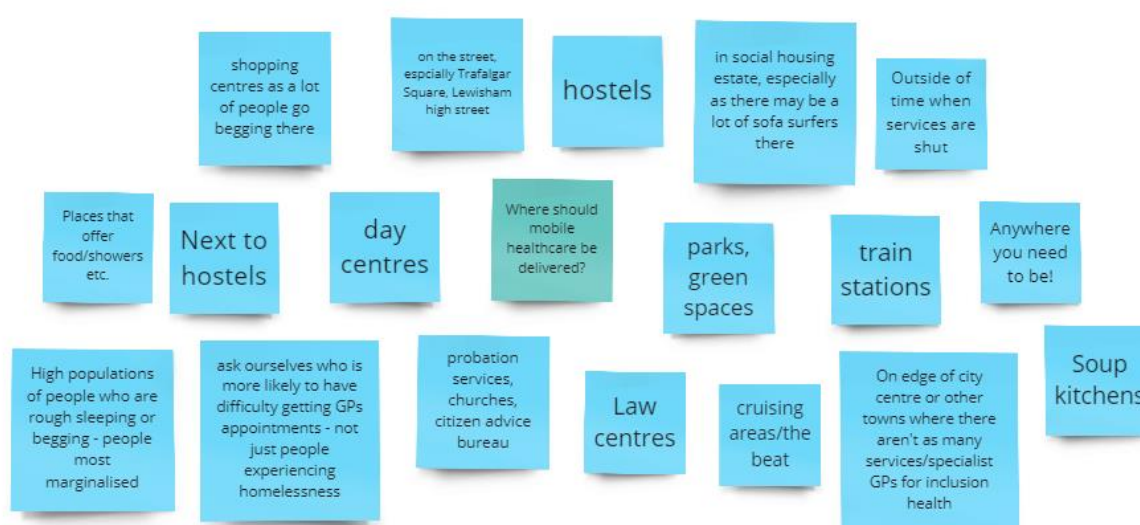 shopping
centres as a lot
of people go
begging there
on the street,
espcially Trafalgar
Square, Lewisham
high street
hostels
in social housing
estate, especially
as there may be a
lot of sofa surfers
there
Outside of
time when
services are
shut
Places that
offer
food/showers
etc.
Next to
hostels
day
centres
Where should
mobile
healthcare be
delivered?
parks,
green
spaces
train
stations
Anywhere
you need
to be!
High populations
of people who are
rough sleeping or
begging - people
most
marginalised
ask ourselves who is
more likely to have
difficulty getting GPs
appointments - not
just people
experiencing
homelessness
probation
services,
churches,
citizen advice
bureau
Law
centres
cruising
areas/the
beat
On edge of city
centre or other
towns where there
aren't as many
services/specialist
GPs for inclusion
health
Soup
kitchens